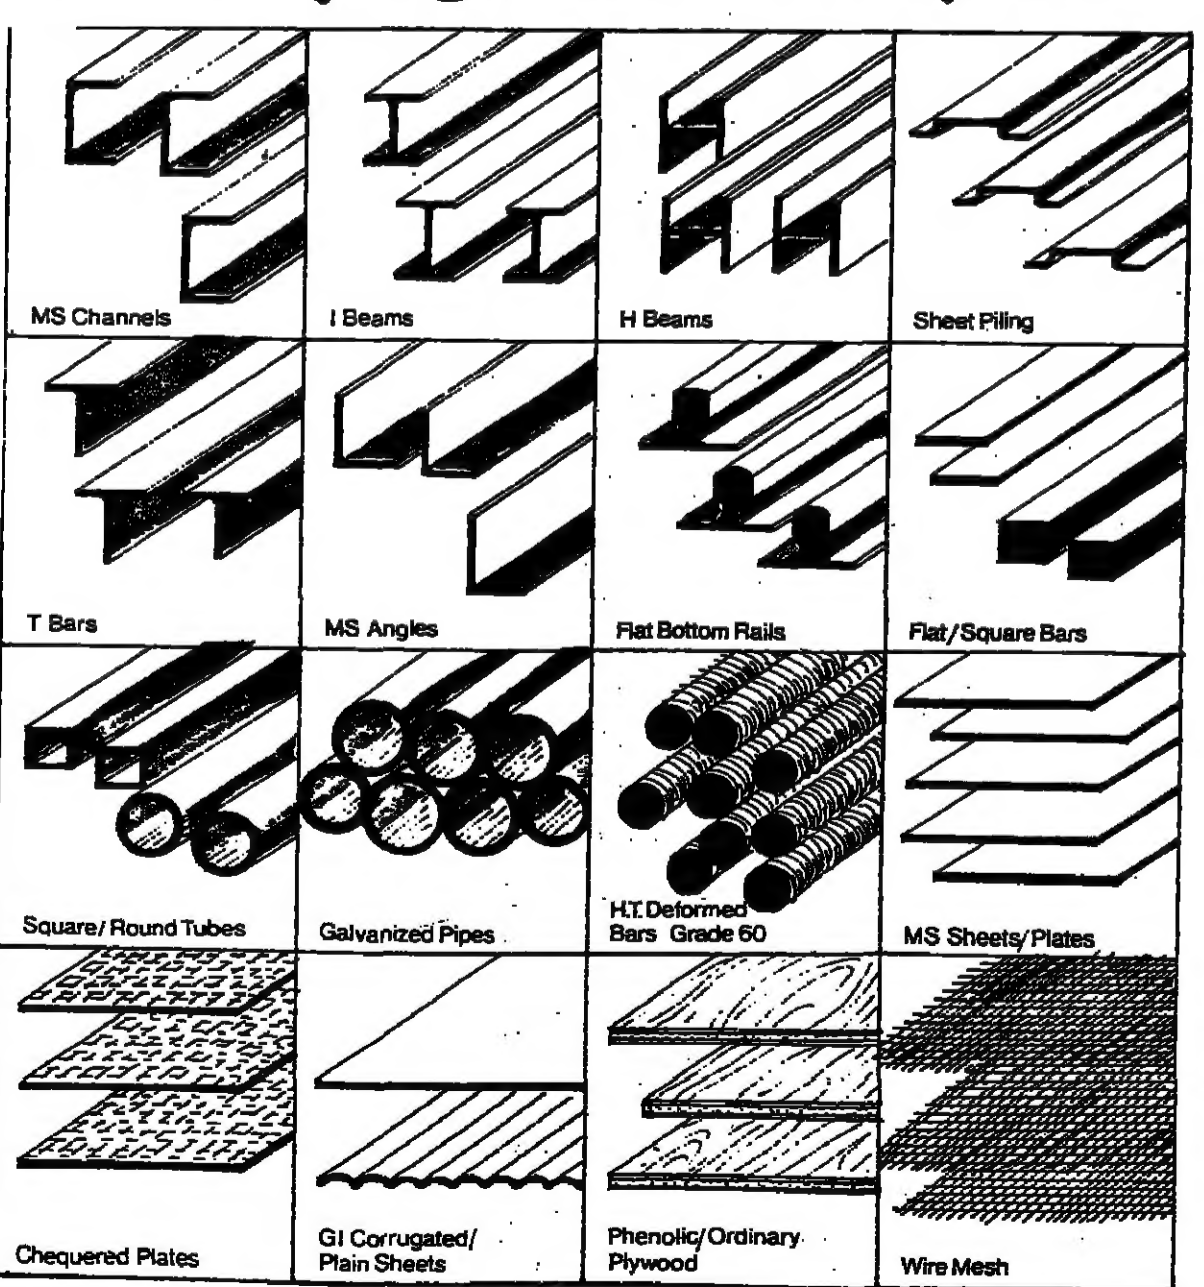 MS Channels
I Beams
H Beams
Sheet Piling
T Bars
MS Angles
Flat Bottom Rails
Flat/Square Bars
Square/Round Tubes
Galvanized Pipes
H.T. Deformed
Bars Grade 60
MS Sheets/Plates
Chequered Plates
GI Corrugated/
Plain Sheets
Phenolic/Ordinary
Plywood
Wire Mesh